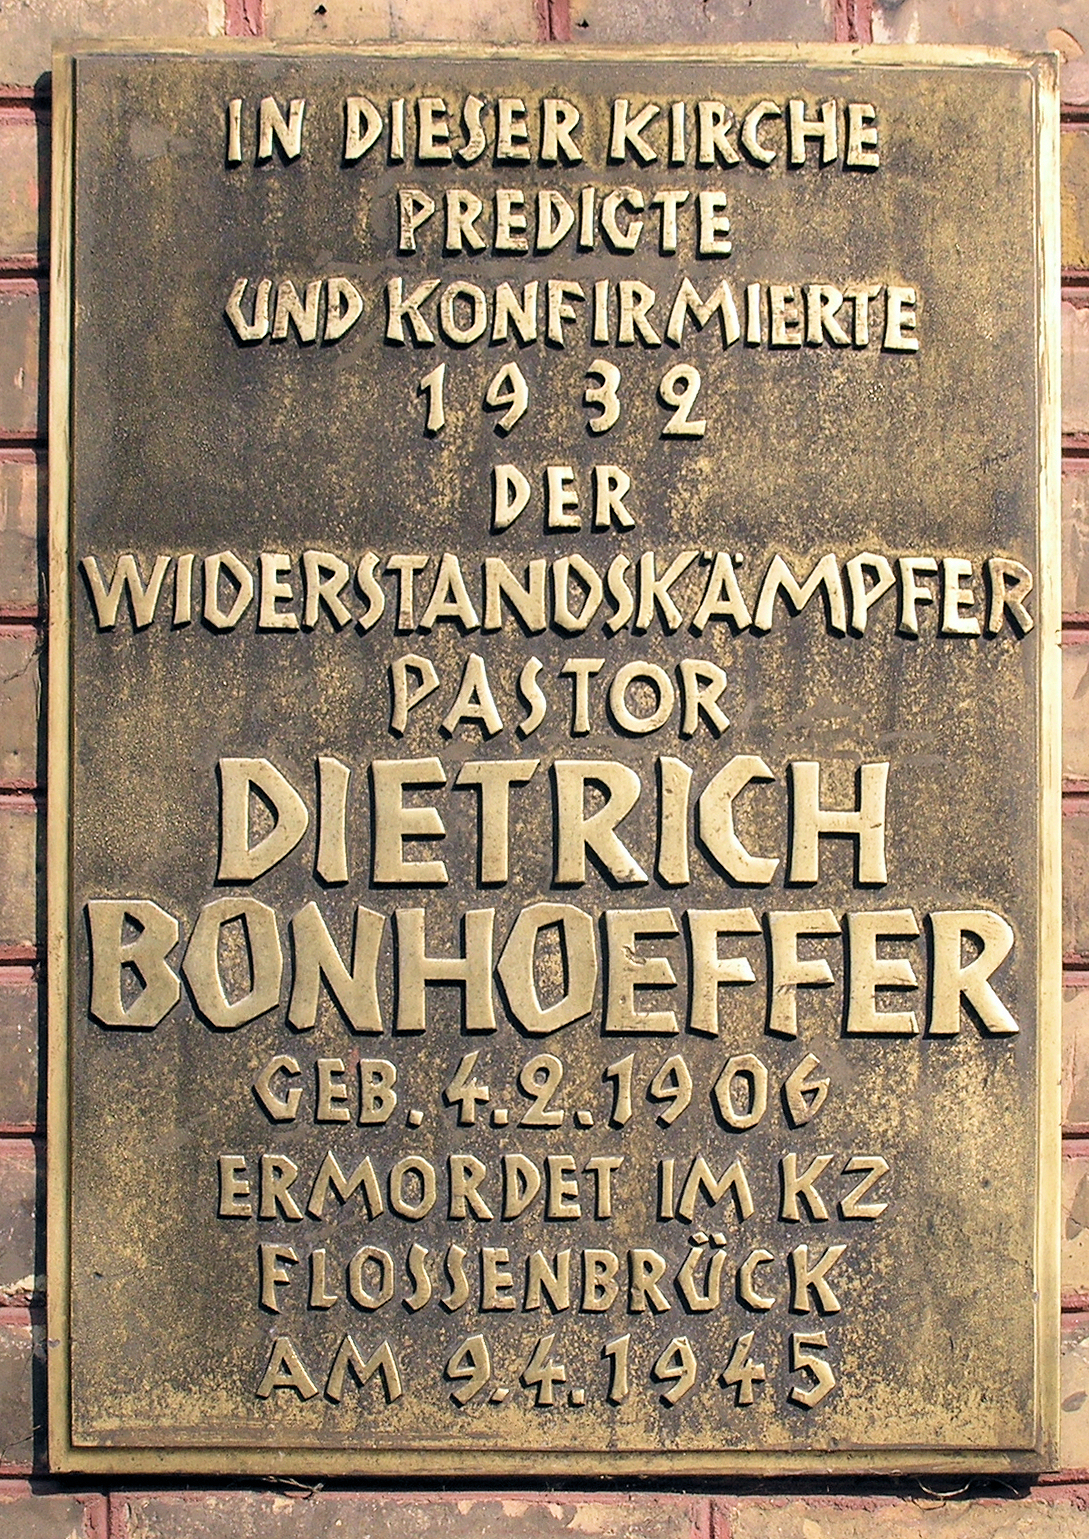 IN DIESER KIRCHE
PREDIGTE
UND KONFIRMIERTE
1932
DER
WIDERSTANDSKÄMPFER
PASTOR
DIETRICH
BONHOEFFER
GEB. 4.2.1906
ERMORDET IM KZ
FLOSSENBRÜCK
AM 9.4.1945